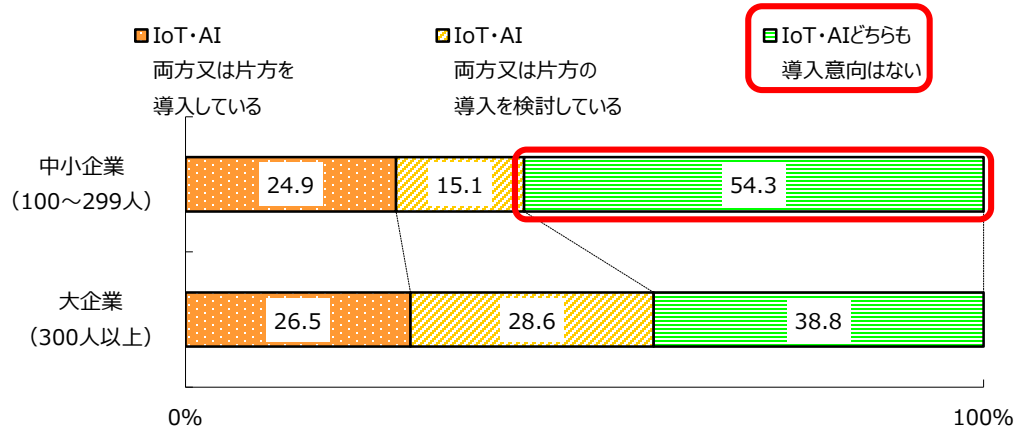 IoT・AI
両方又は片方を
導入している
IoT・AI
両方又は片方の
導入を検討している
IoT・AIどちらも
導入意向はない
中小企業
（100～299人）
24.9
15.1
54.3
大企業
（300人以上）
26.5
28.6
38.8
0%
100%